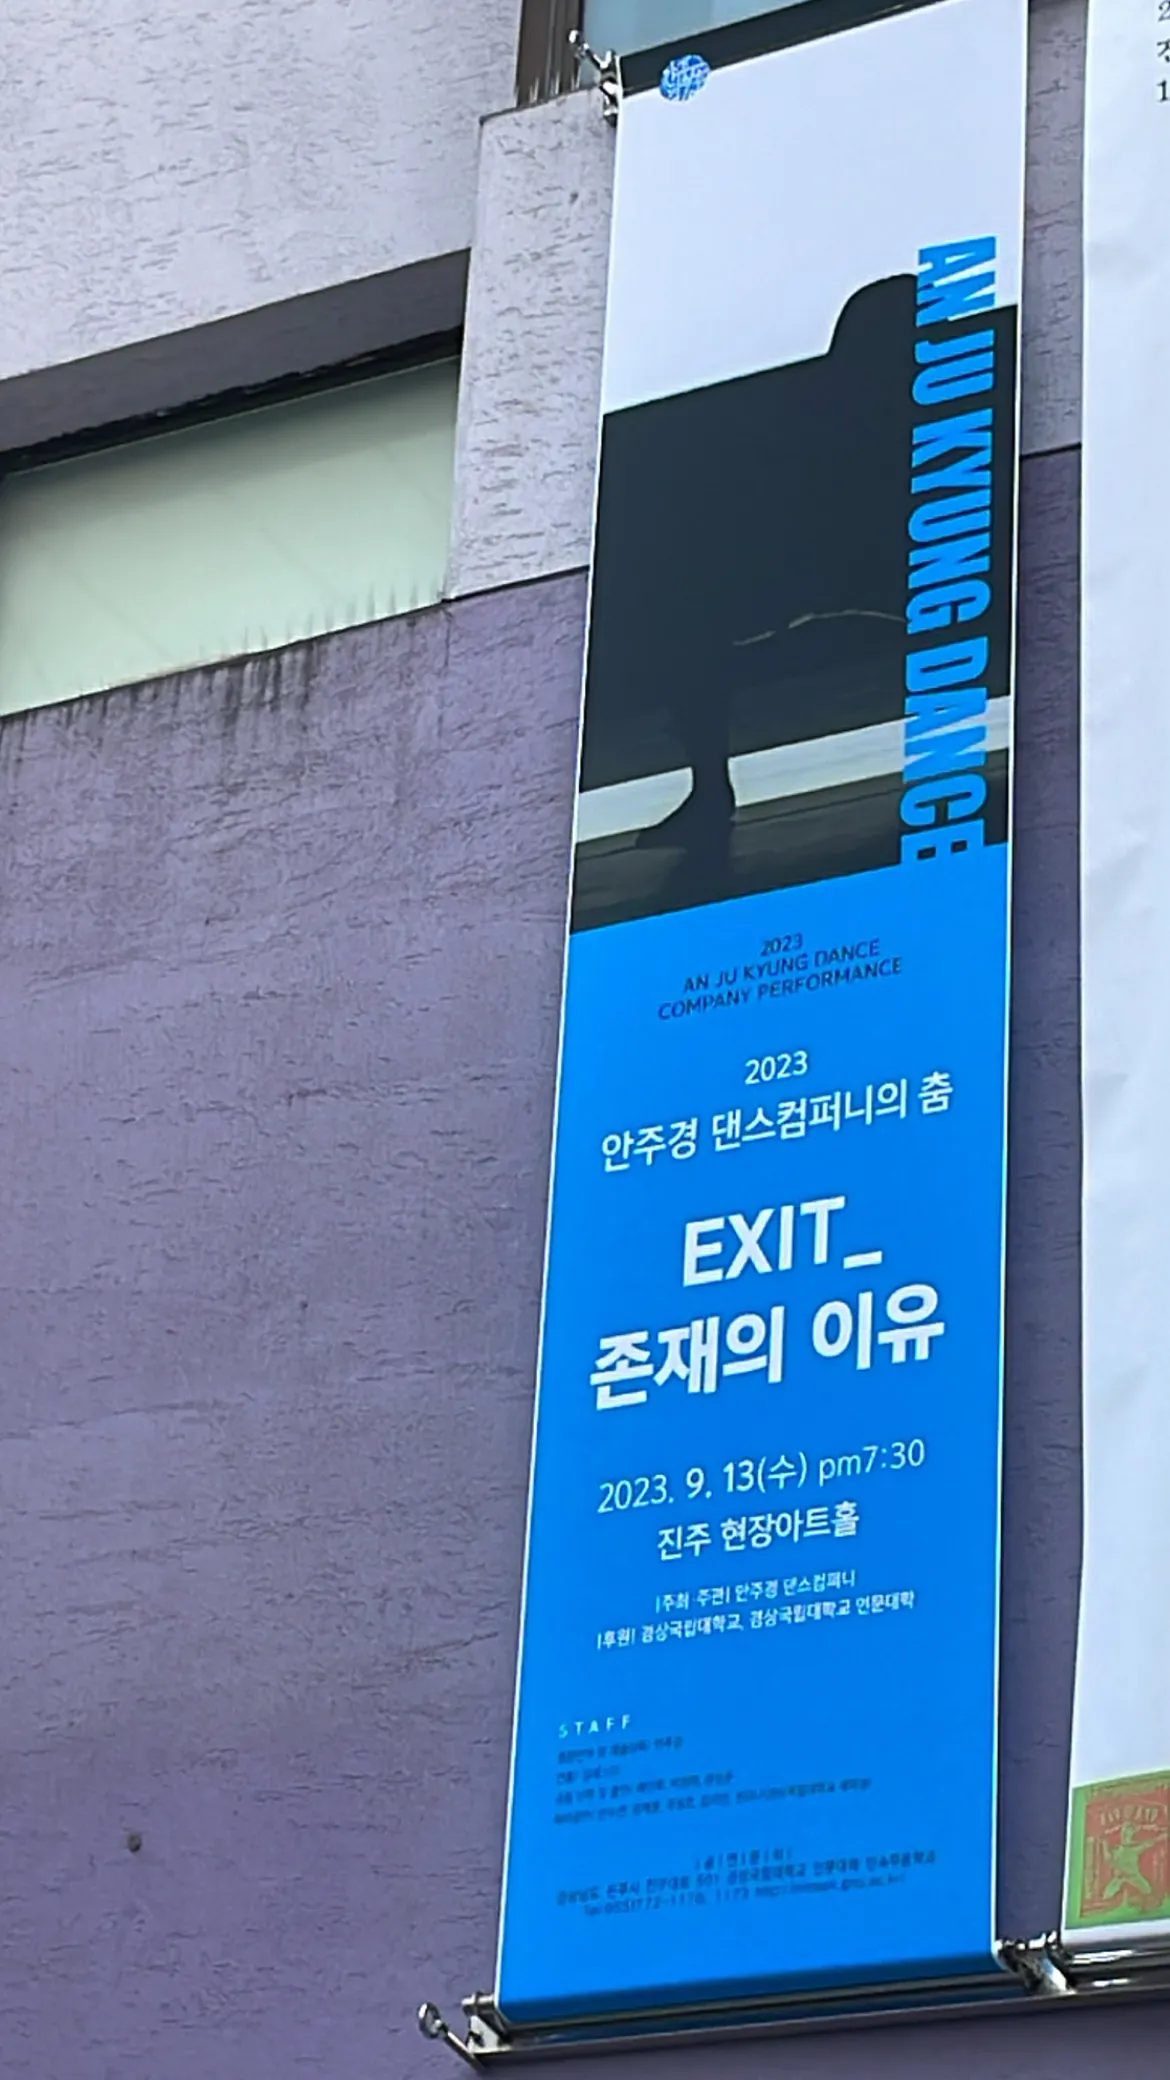 AN JU KYUNG DANCE
2023
AN JU KYUNG DANCE
COMPANY PERFORMANCE
2023
안주경 댄스컴퍼니의 춤
EXIT_
존재의 이유
2023. 9. 13(수) pm7:30
진주 현장아트홀
|주최·주관| 안주경 댄스컴퍼니
|후원| 경상국립대학교, 경상국립대학교 인문대학
STAFF